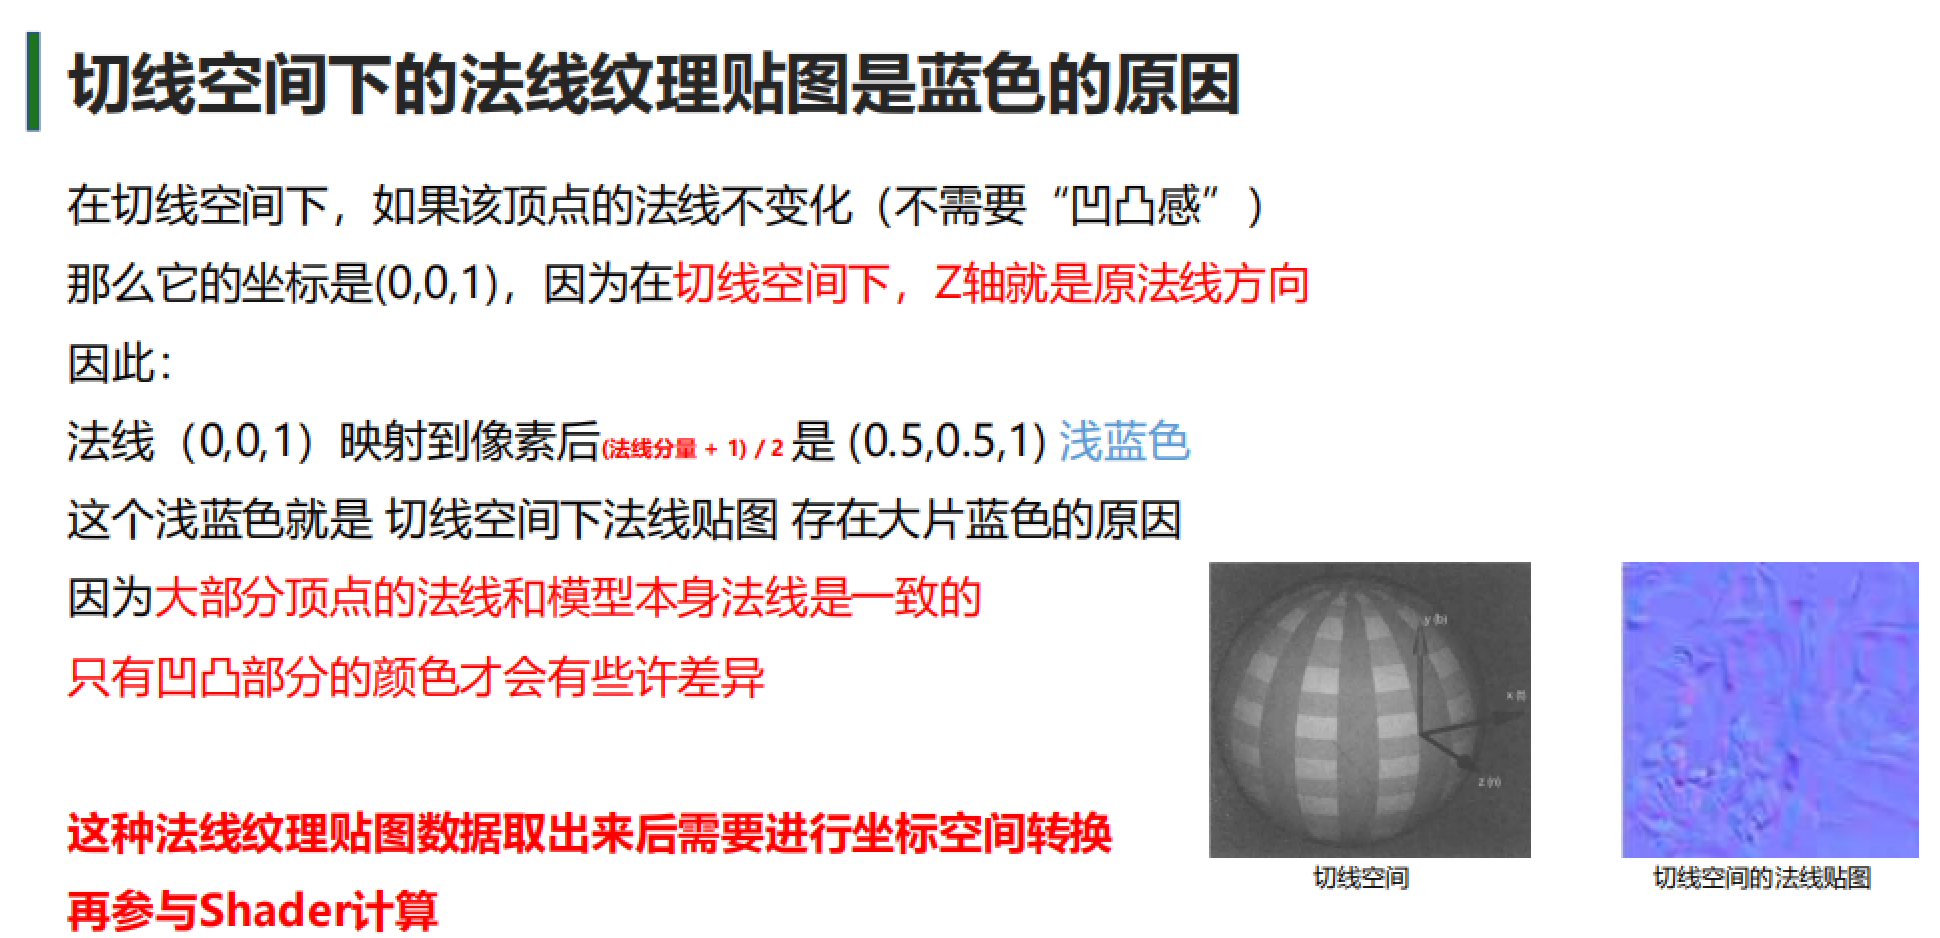 切线空间下的法线纹理贴图是蓝色的原因
在切线空间下，如果该顶点的法线不变化（不需要“凹凸感”）
那么它的坐标是(0,0,1)，因为在切线空间下，Z轴就是原法线方向
因此：
法线（0,0,1）映射到像素后(法线分量 + 1) / 2 是 (0.5,0.5,1) 浅蓝色
这个浅蓝色就是 切线空间下法线贴图 存在大片蓝色的原因
因为大部分顶点的法线和模型本身法线是一致的
只有凹凸部分的颜色才会有些许差异
这种法线纹理贴图数据取出来后需要进行坐标空间转换
再参与Shader计算
y (b)
x (t)
z (n)
切线空间
切线空间的法线贴图